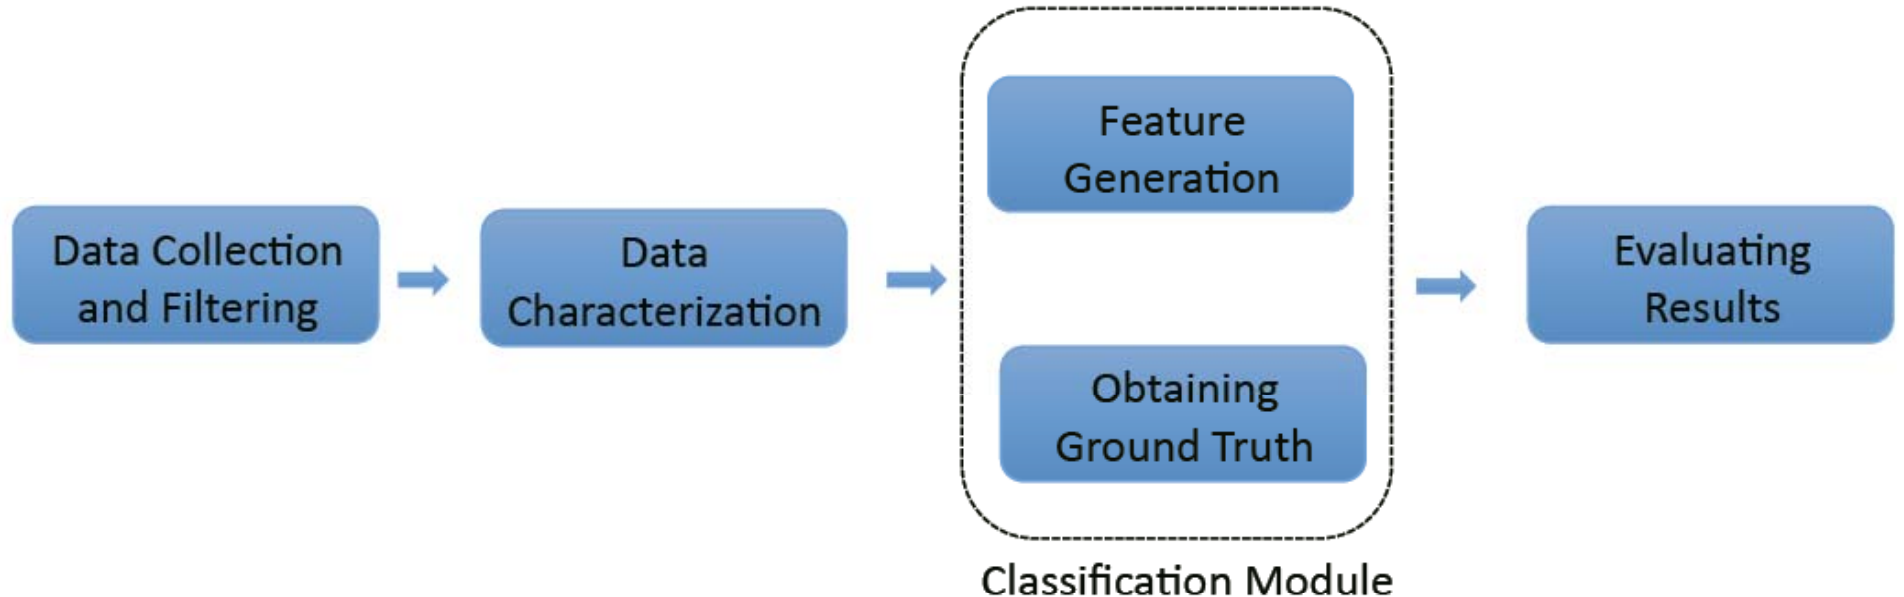 Data Collection
and Filtering
Data
Characterization
Feature
Generation
Obtaining
Ground Truth
Classification Module
Evaluating
Results